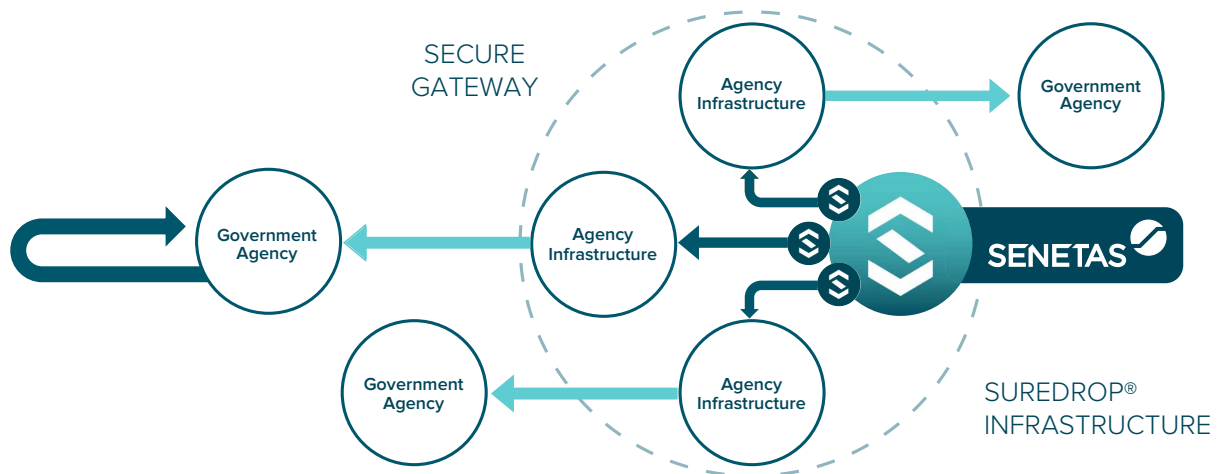 SECURE
GATEWAY
Agency
Infrastructure
Government
Agency
Government
Agency
Agency
Infrastructure
SENETAS
Government
Agency
Agency
Infrastructure
SUREDROP®
INFRASTRUCTURE